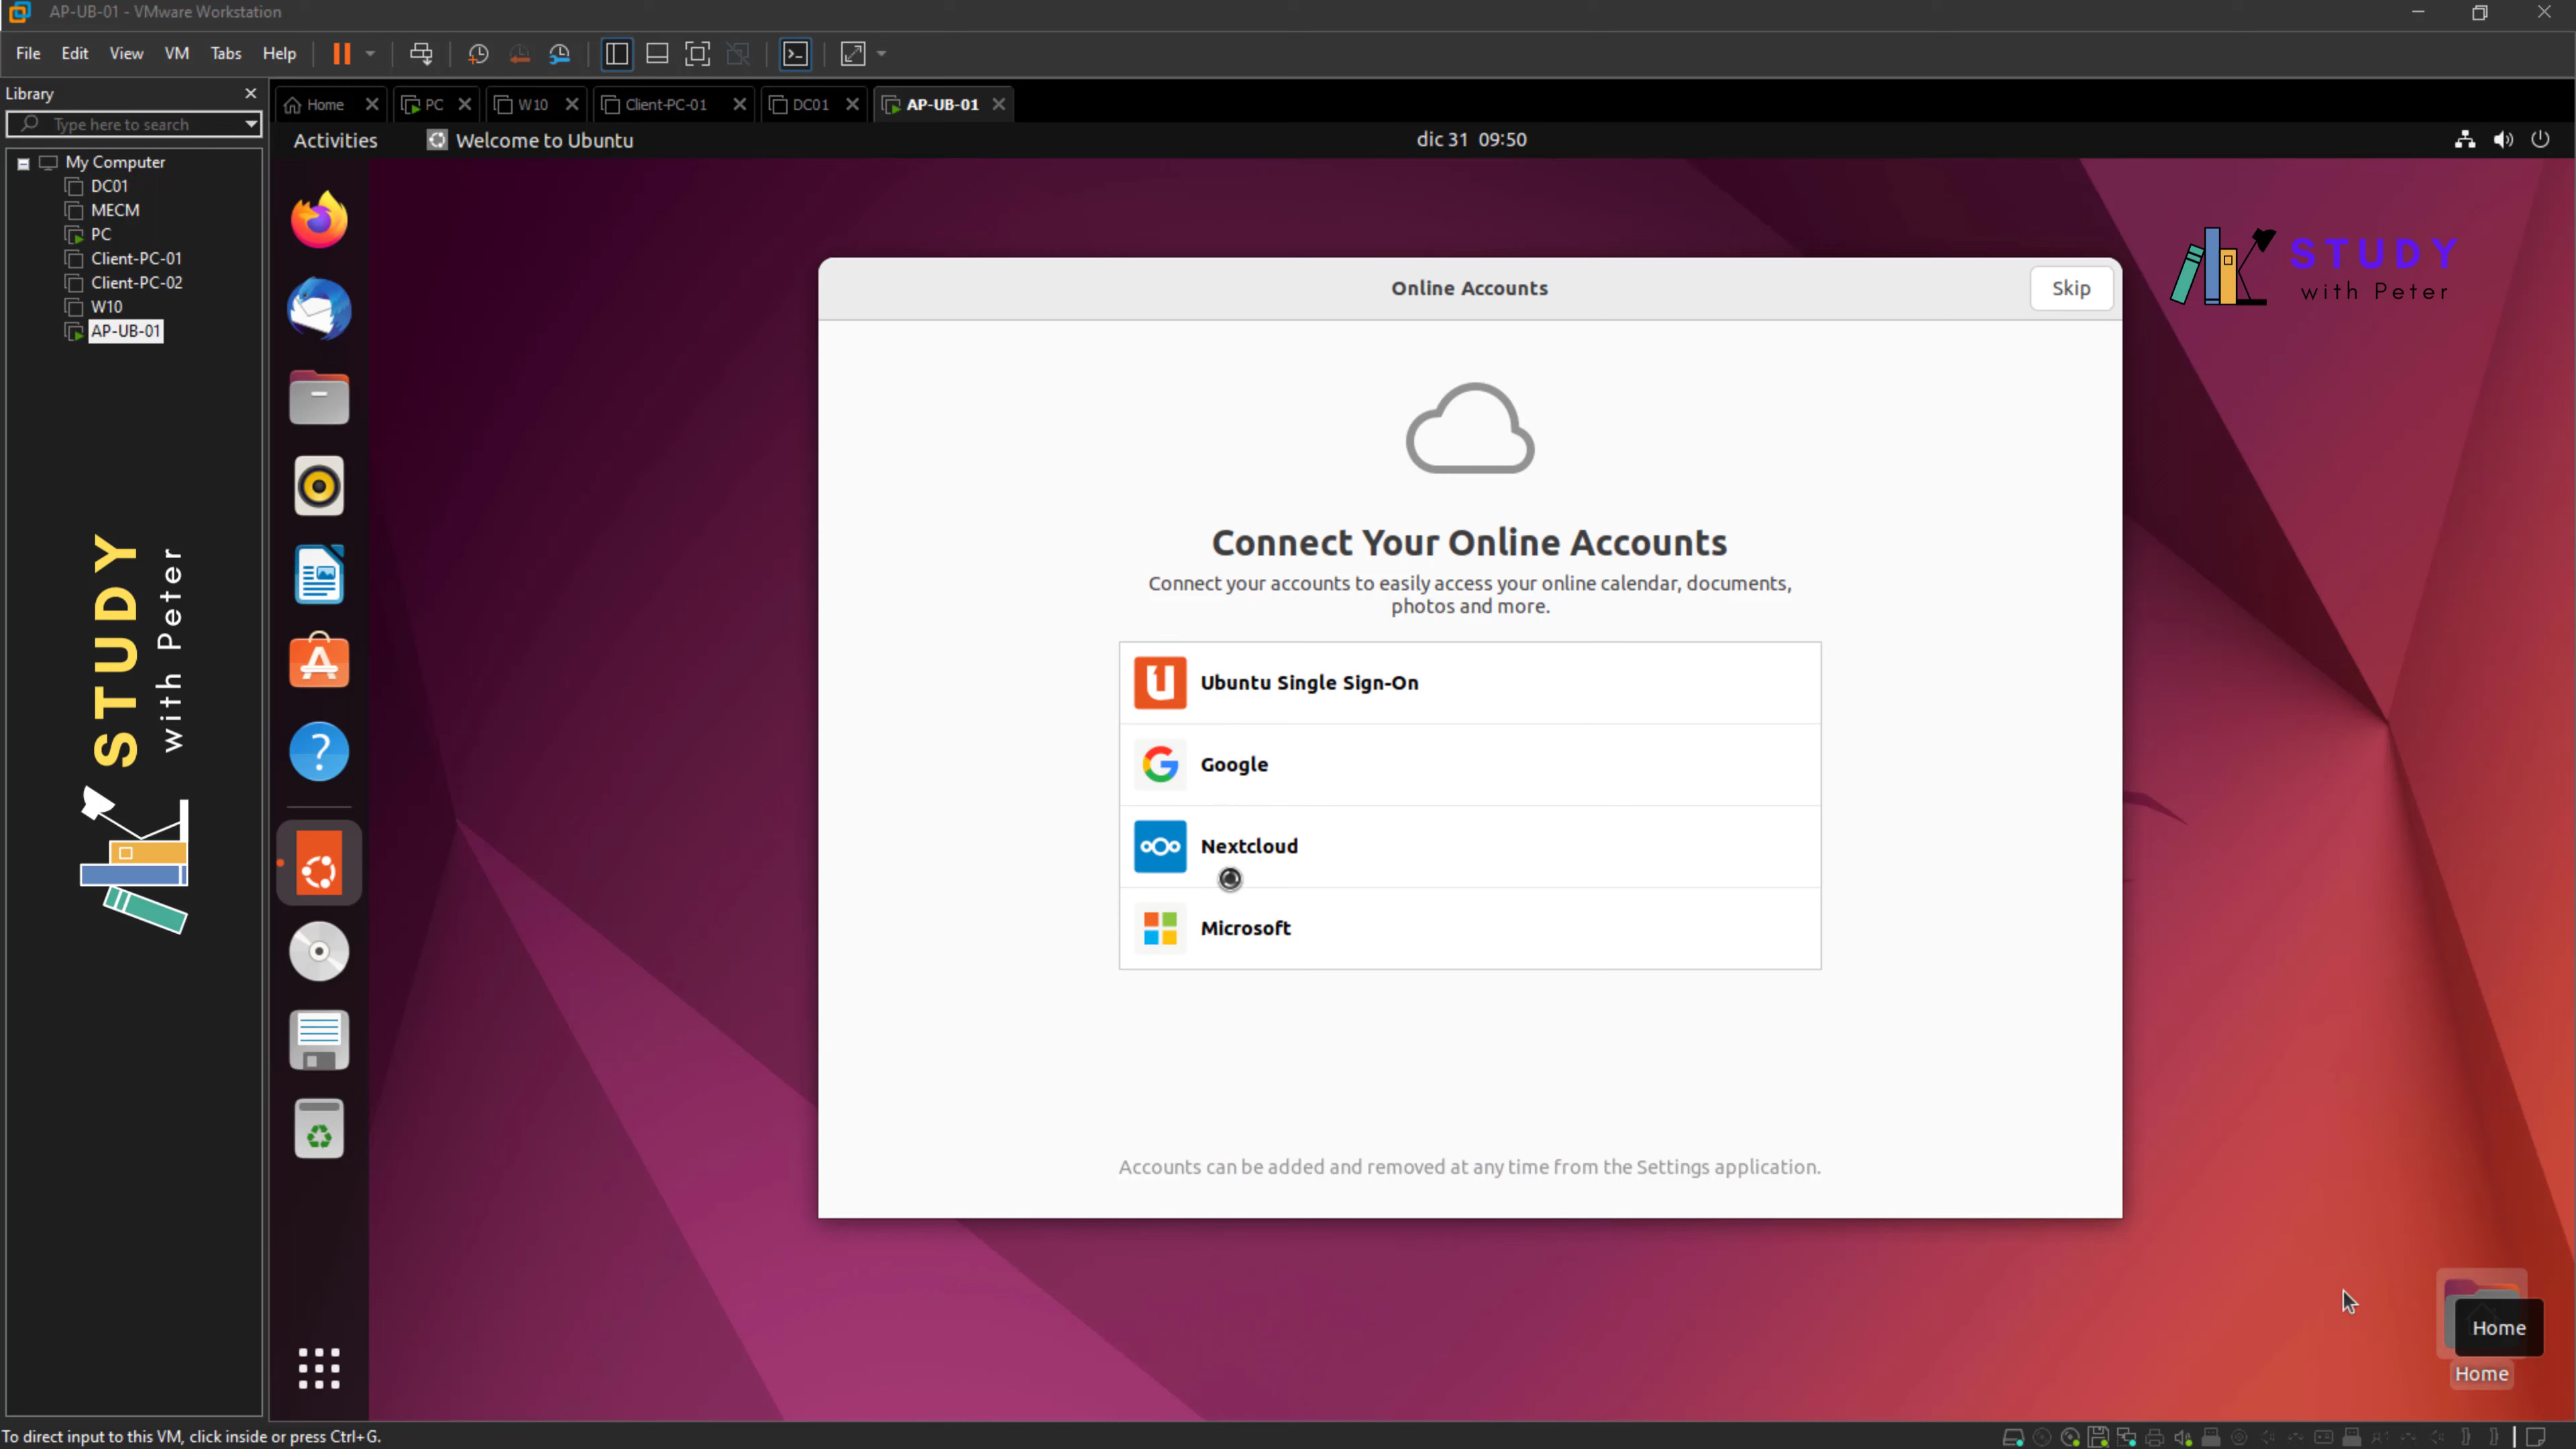 AP-UB-01 - VMware Workstation
File Edit View VM Tabs Help
Library
Type here to search
My Computer
DC01
MECM
PC
Client-PC-01
Client-PC-02
W10
AP-UB-01
STUDY
with Peter
Home PC W10 Client-PC-01 DC01 AP-UB-01
Activities Welcome to Ubuntu dic 31 09:50
STUDY
with Peter
Online Accounts Skip
Connect Your Online Accounts
Connect your accounts to easily access your online calendar, documents,
photos and more.
Ubuntu Single Sign-On
Google
Nextcloud
Microsoft
Accounts can be added and removed at any time from the Settings application.
Home
Home
To direct input to this VM, click inside or press Ctrl+G.